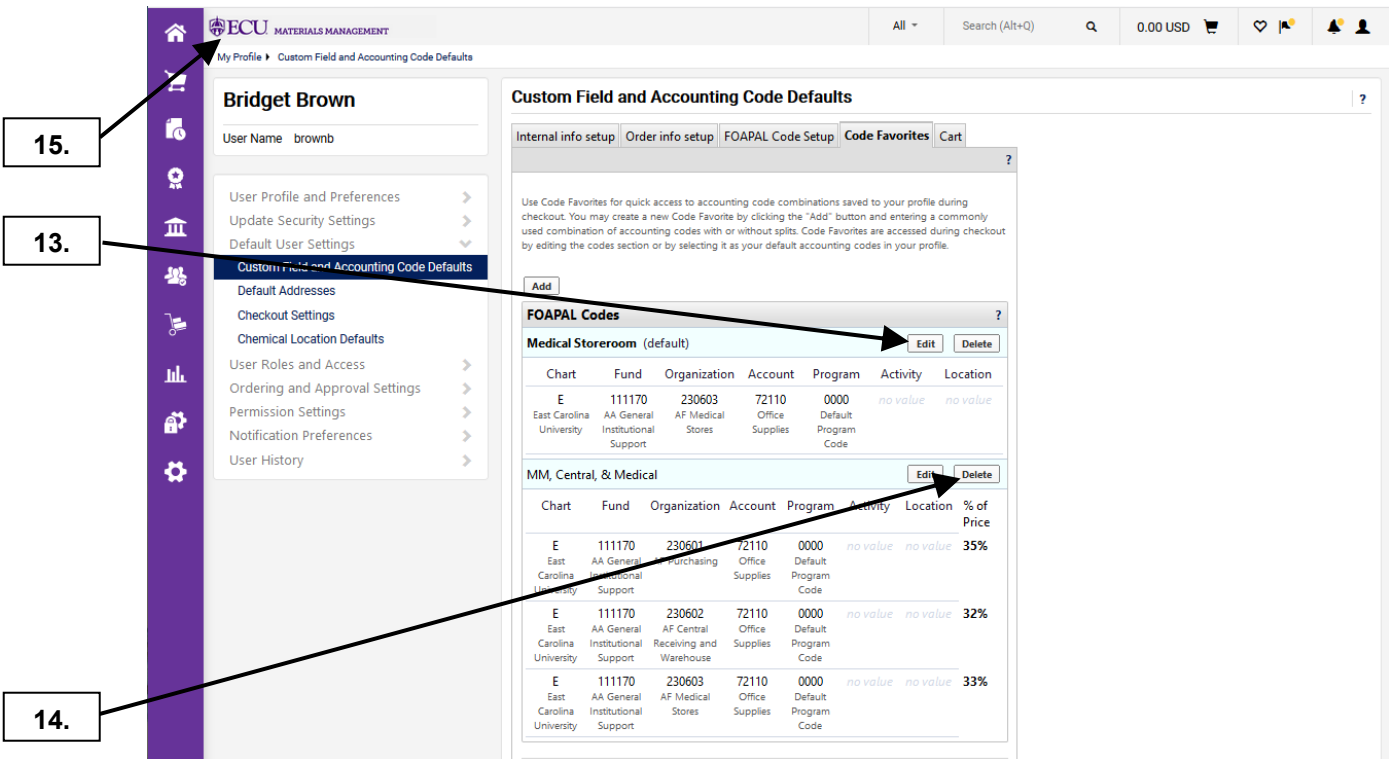 ECU MATERIALS MANAGEMENT
All
Search (Alt+Q)
0.00 USD
My Profile
Custom Field and Accounting Code Defaults
15.
13.
14.
Bridget Brown
User Name brownb
User Profile and Preferences
Update Security Settings
Default User Settings
Custom Field and Accounting Code Defaults
Default Addresses
Checkout Settings
Chemical Location Defaults
User Roles and Access
Ordering and Approval Settings
Permission Settings
Notification Preferences
User History
Custom Field and Accounting Code Defaults
?
Internal info setup Order info setup FOAPAL Code Setup Code Favorites Cart
?
Use Code Favorites for quick access to accounting code combinations saved to your profile during
checkout. You may create a new Code Favorite by clicking the "Add" button and entering a commonly
used combination of accounting codes with or without splits. Code Favorites are accessed during checkout
by editing the codes section or by selecting it as your default accounting codes in your profile.
Add
FOAPAL Codes ?
Medical Storeroom (default) Edit Delete
Chart Fund Organization Account Program Activity Location
E 111170 230603 72110 0000 no value no value
East Carolina AA General AF Medical Office Default
University Institutional Stores Supplies Program
Support Code
MM, Central, & Medical Edit Delete
Chart Fund Organization Account Program Activity Location % of
Price
E 111170 230601 72110 0000 no value no value 35%
East AA General AF Purchasing Office Default
Carolina Institutional Supplies Program
University Support Code
E 111170 230602 72110 0000 no value no value 32%
East AA General AF Central Office Default
Carolina Institutional Receiving and Supplies Program
University Support Warehouse Code
E 111170 230603 72110 0000 no value no value 33%
East AA General AF Medical Office Default
Carolina Institutional Stores Supplies Program
University Support Code